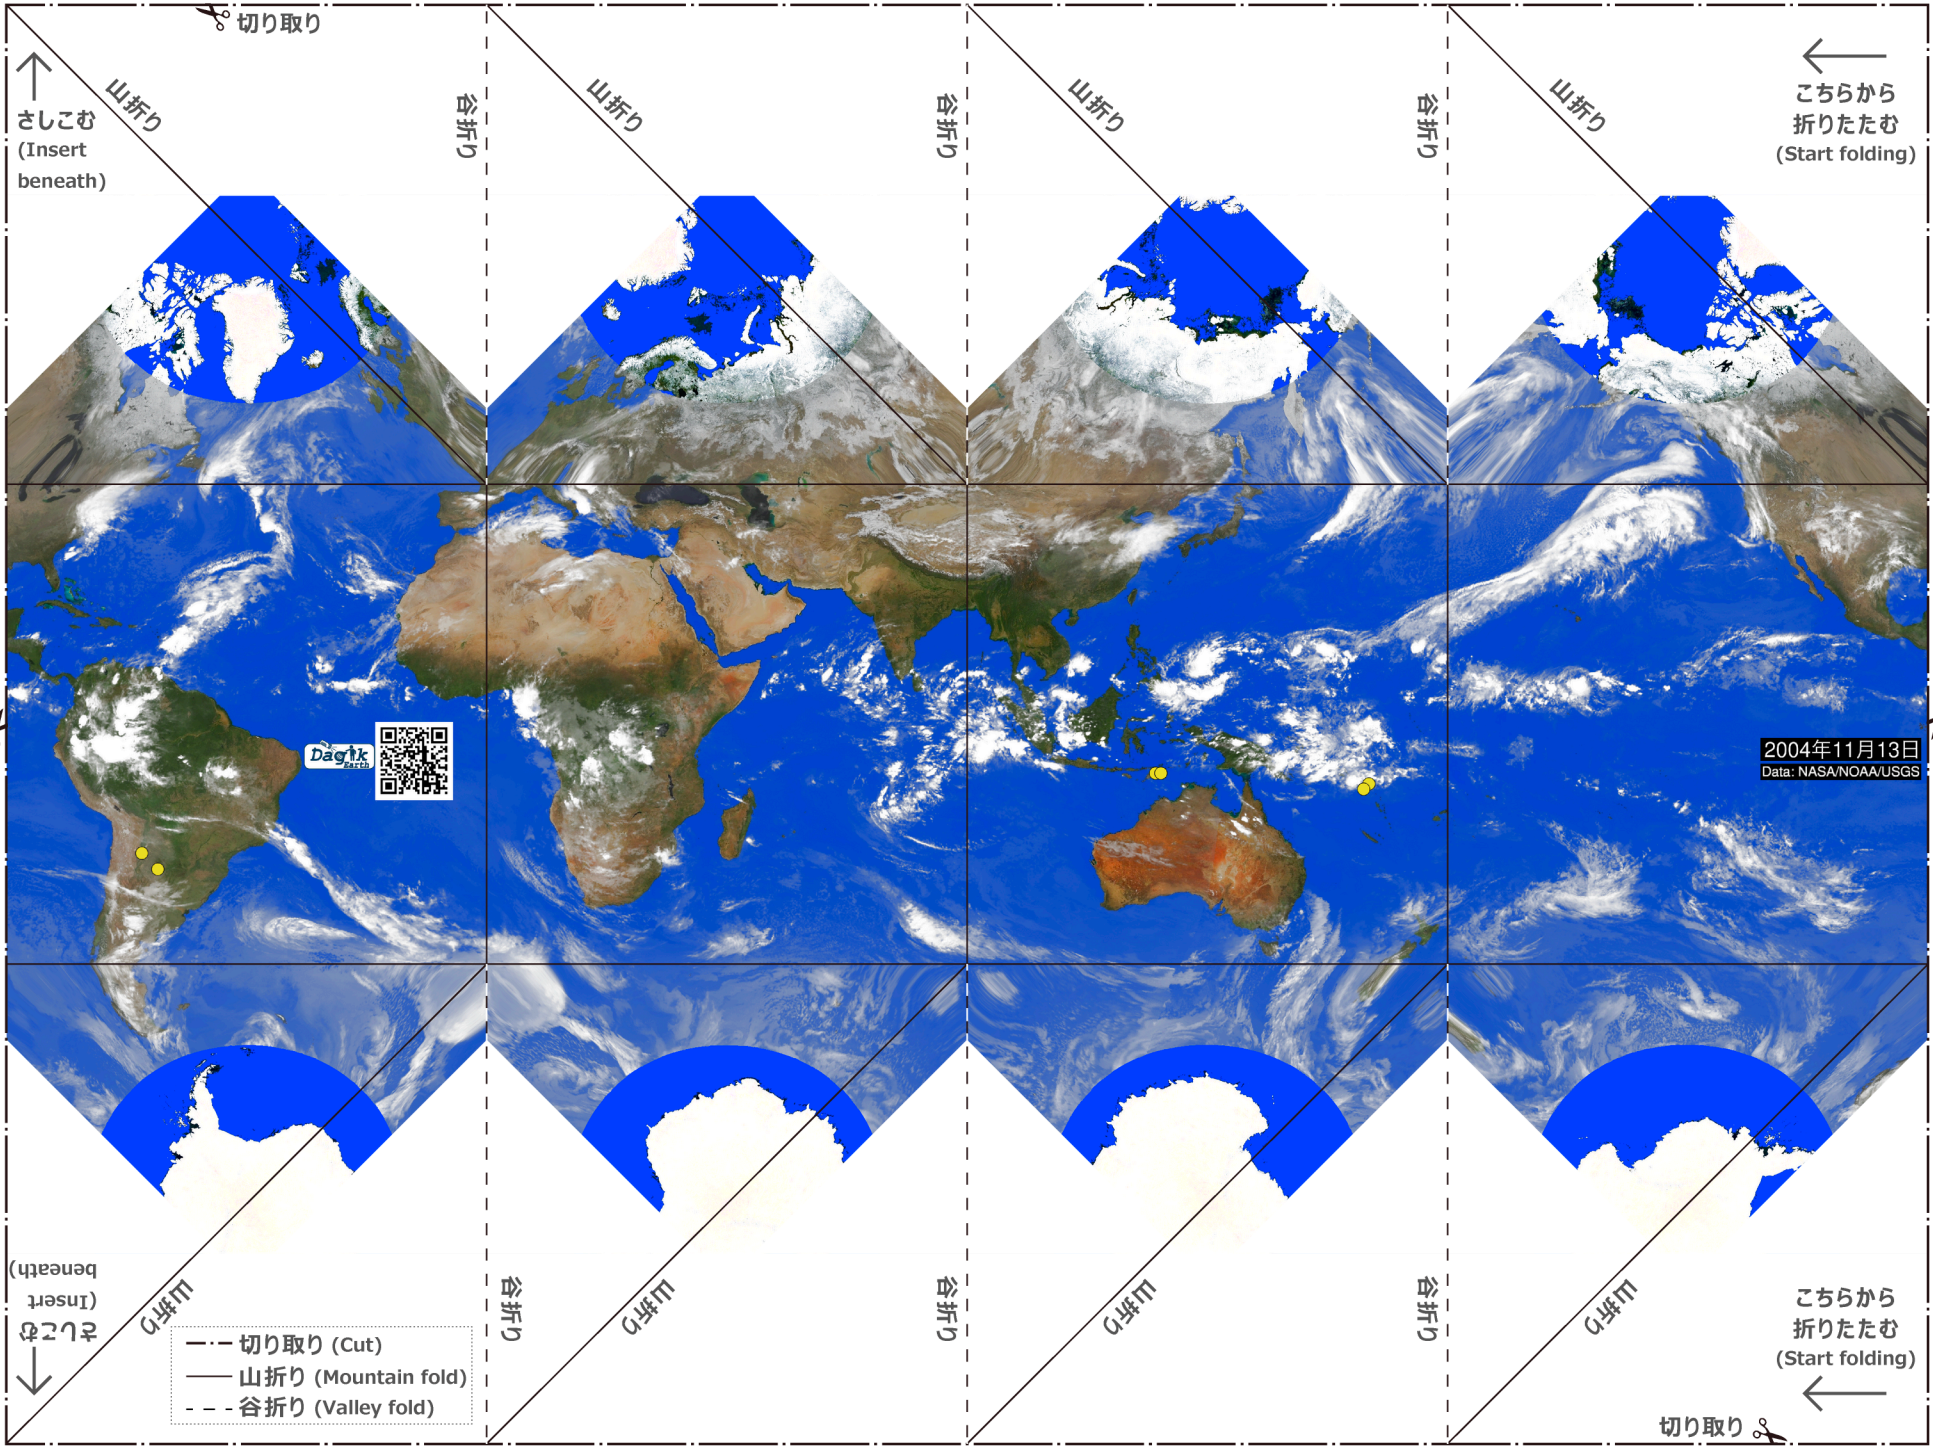 切り取り
山折り
谷折り
山折り
谷折り
山折り
谷折り
山折り
さしこむ
(Insert
beneath)
こちらから
折りたたむ
(Start folding)
Dagik
Earth
2004年11月13日
Data: NASA/NOAA/USGS
さしこむ
(Insert
beneath)
山折り
谷折り
山折り
谷折り
山折り
谷折り
山折り
切り取り (Cut)
山折り (Mountain fold)
谷折り (Valley fold)
こちらから
折りたたむ
(Start folding)
切り取り